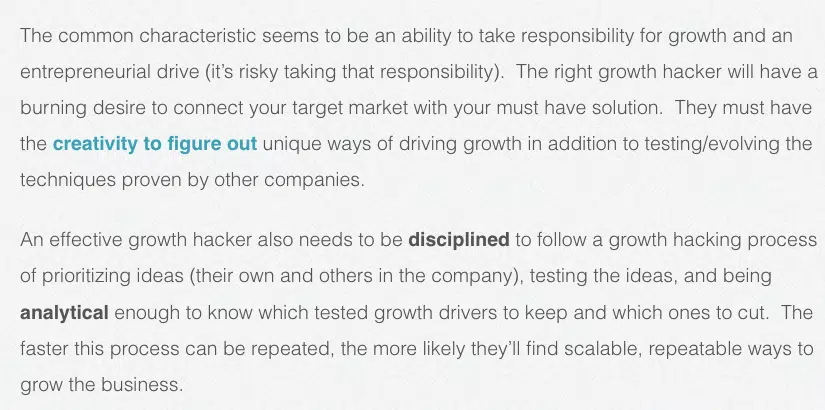 The common characteristic seems to be an ability to take responsibility for growth and an
entrepreneurial drive (it's risky taking that responsibility).  The right growth hacker will have a
burning desire to connect your target market with your must have solution.  They must have
the creativity to figure out unique ways of driving growth in addition to testing/evolving the
techniques proven by other companies.
An effective growth hacker also needs to be disciplined to follow a growth hacking process
of prioritizing ideas (their own and others in the company), testing the ideas, and being
analytical enough to know which tested growth drivers to keep and which ones to cut.  The
faster this process can be repeated, the more likely they'll find scalable, repeatable ways to
grow the business.